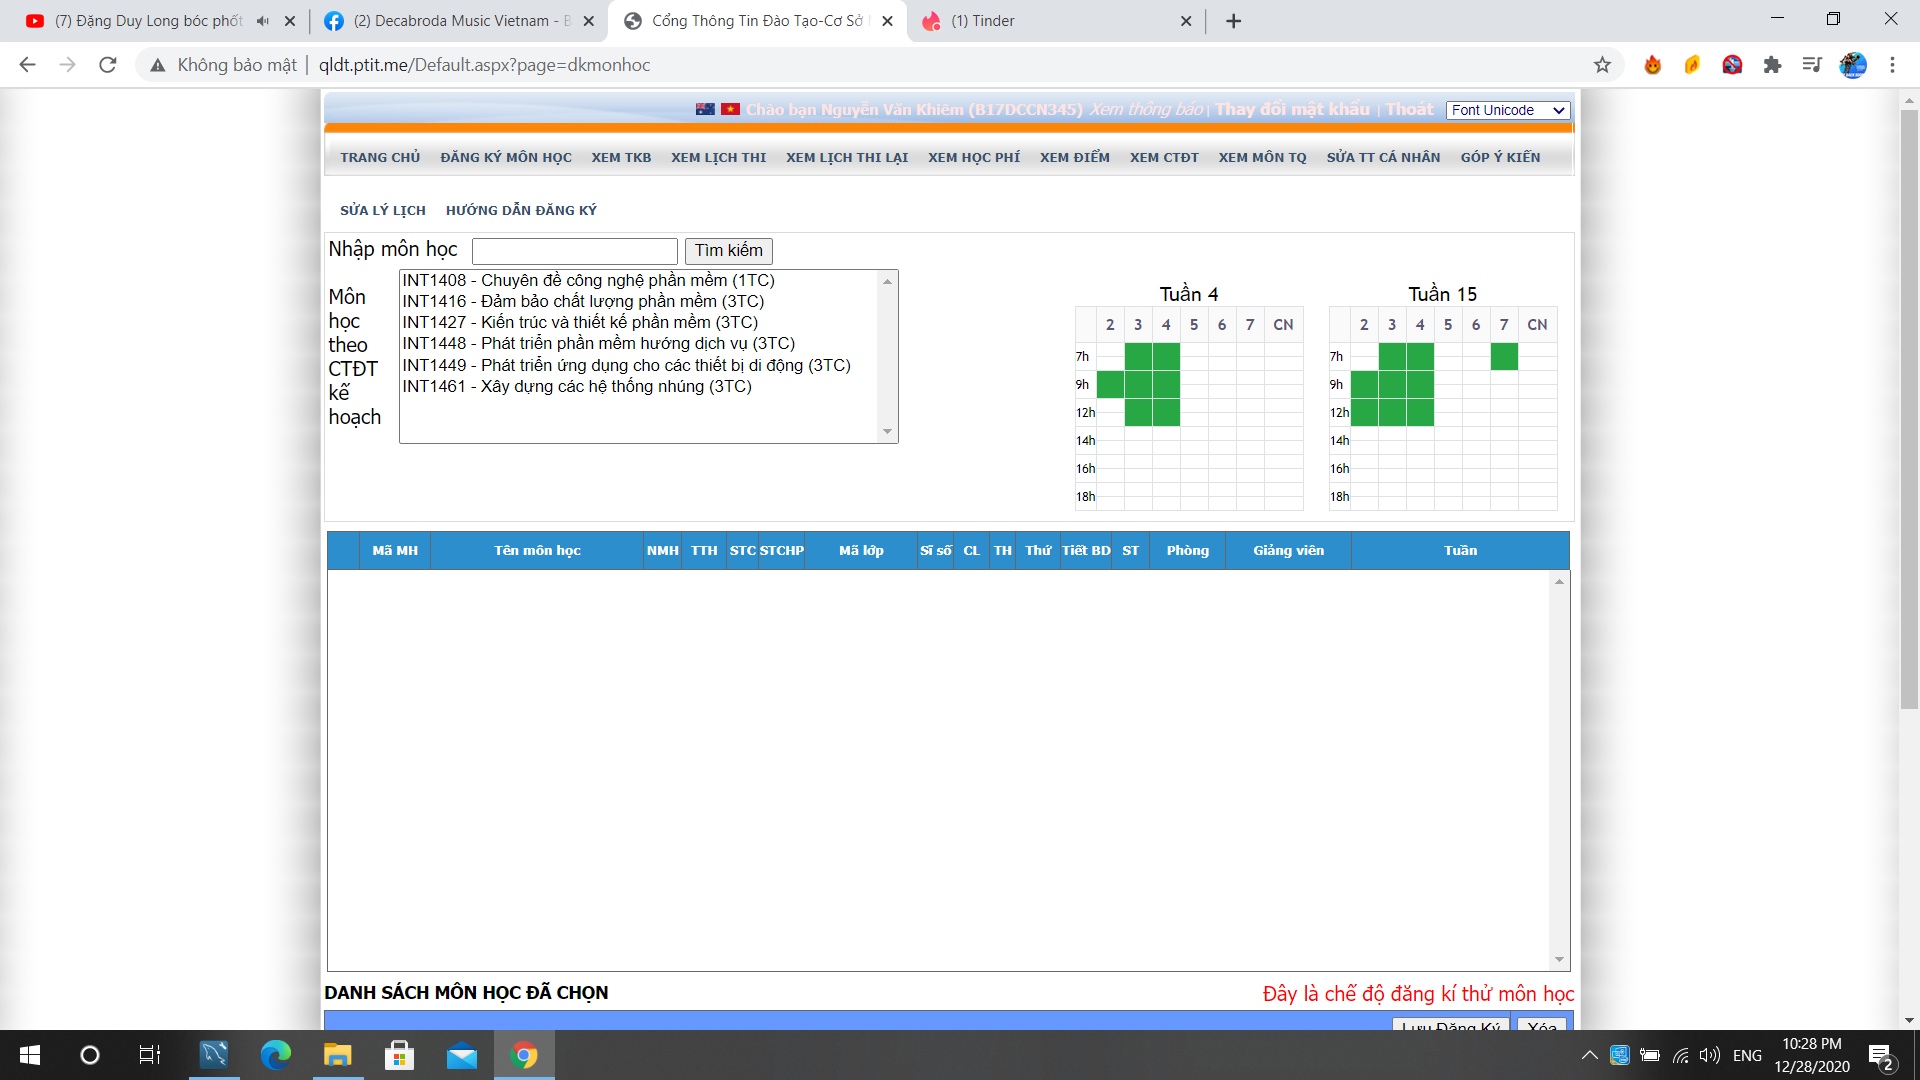 (7) Đặng Duy Long bóc phốt
(2) Decabroda Music Vietnam - B
Cổng Thông Tin Đào Tạo-Cơ Sở
(1) Tinder
Không bảo mật | qldt.ptit.me/Default.aspx?page=dkmonhoc
Chào bạn Nguyễn Văn Khiêm (B17DCCN345) Xem thông báo | Thay đổi mật khẩu | Thoát Font Unicode
TRANG CHỦ ĐĂNG KÝ MÔN HỌC XEM TKB XEM LỊCH THI XEM LỊCH THI LẠI XEM HỌC PHÍ XEM ĐIỂM XEM CTĐT XEM MÔN TQ SỬA TT CÁ NHÂN GÓP Ý KIẾN
SỬA LÝ LỊCH HƯỚNG DẪN ĐĂNG KÝ
Nhập môn học Tìm kiếm
Môn
học
theo
CTĐT
kế
hoạch
INT1408 - Chuyên đề công nghệ phần mềm (1TC)
INT1416 - Đảm bảo chất lượng phần mềm (3TC)
INT1427 - Kiến trúc và thiết kế phần mềm (3TC)
INT1448 - Phát triển phần mềm hướng dịch vụ (3TC)
INT1449 - Phát triển ứng dụng cho các thiết bị di động (3TC)
INT1461 - Xây dựng các hệ thống nhúng (3TC)
Tuần 4
2 3 4 5 6 7 CN
7h
9h
12h
14h
16h
18h
Tuần 15
2 3 4 5 6 7 CN
7h
9h
12h
14h
16h
18h
Mã MH Tên môn học NMH TTH STC STCHP Mã lớp Sĩ số CL TH Thứ Tiết BD ST Phòng Giảng viên Tuần
DANH SÁCH MÔN HỌC ĐÃ CHỌN
Đây là chế độ đăng kí thử môn học
Lưu Đăng Ký Xóa
ENG
10:28 PM
12/28/2020
2